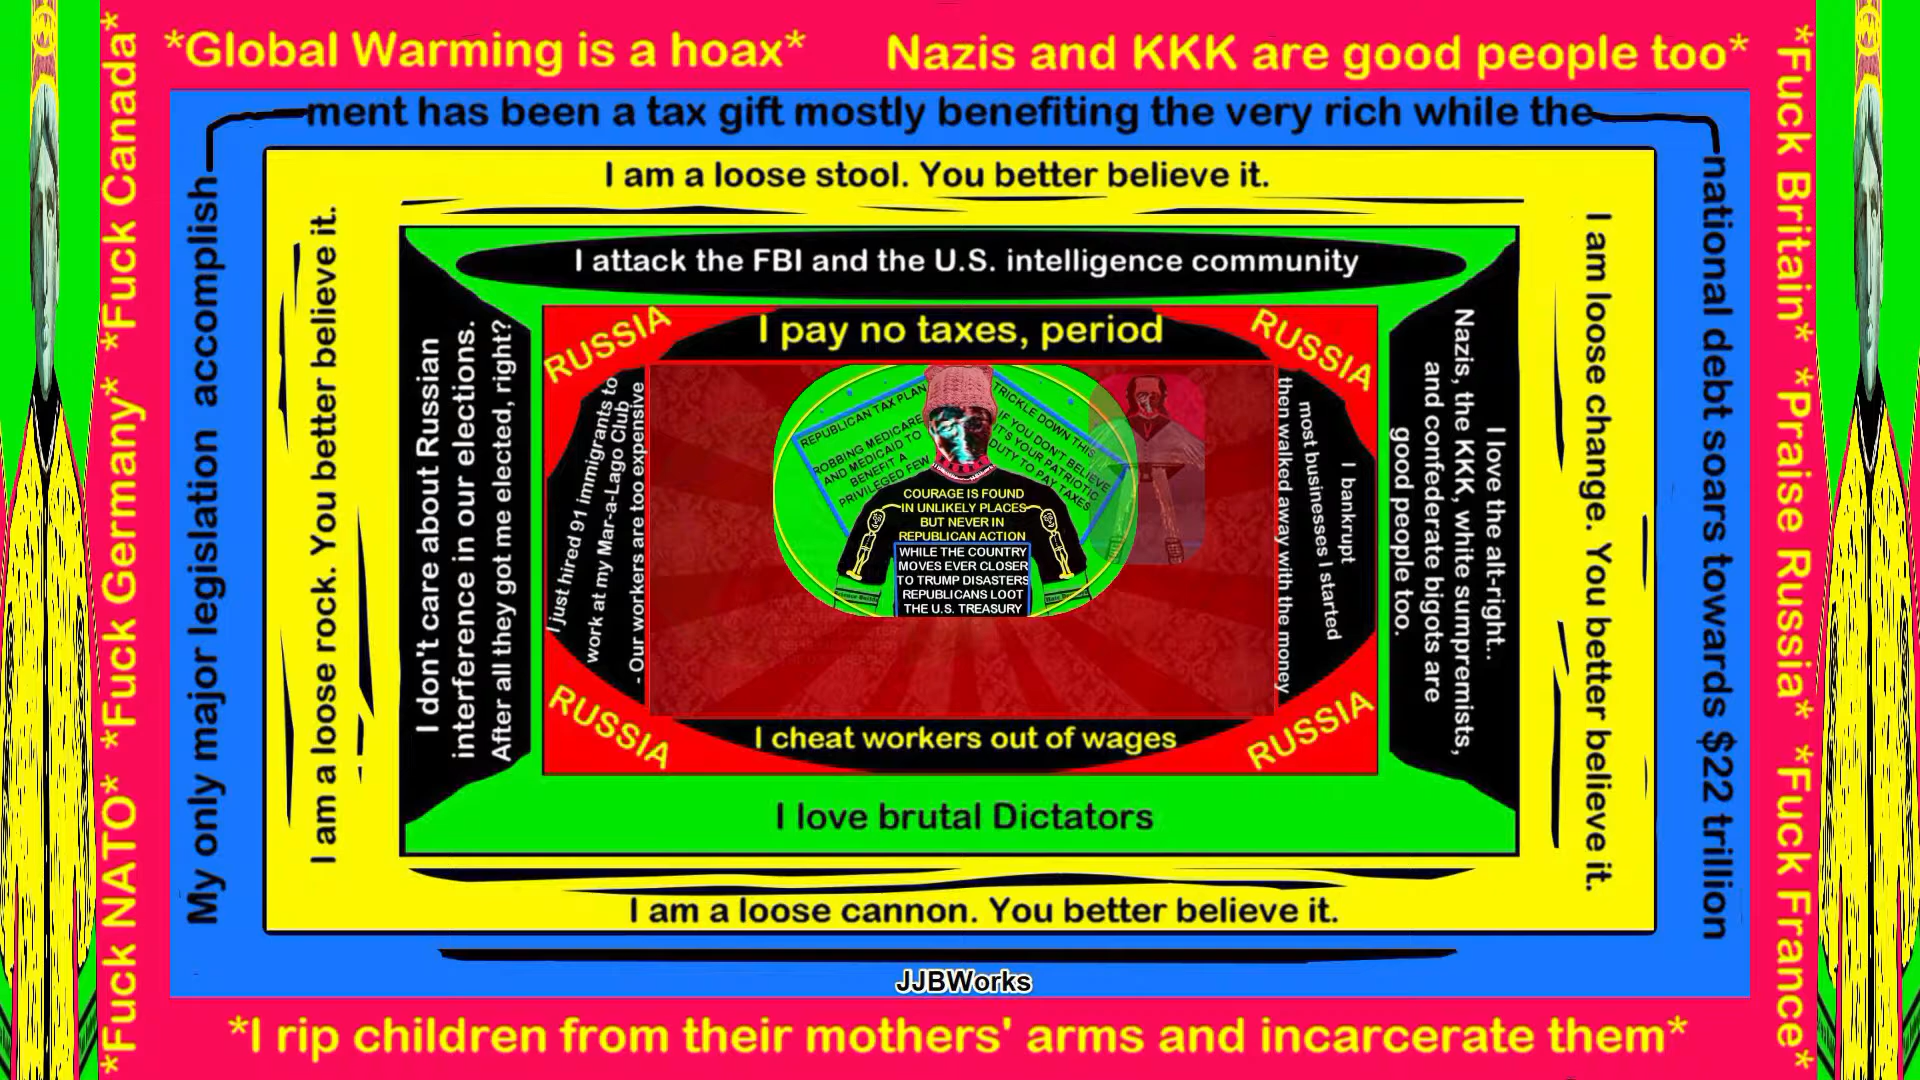 *Global Warming is a hoax*
Nazis and KKK are good people too*
*Fuck NATO* *Fuck Germany* *Fuck Canada*
*Fuck Britain* *Praise Russia* *Fuck France*
*I rip children from their mothers' arms and incarcerate them*
My only major legislation accomplish
ment has been a tax gift mostly benefiting the very rich while the
national debt soars towards $22 trillion
I am a loose stool. You better believe it.
I am a loose rock. You better believe it.
I am loose change. You better believe it.
I am a loose cannon. You better believe it.
I attack the FBI and the U.S. intelligence community
I don't care about Russian
interference in our elections.
After all they got me elected, right?
I love the alt-right...
Nazis, the KKK, white sumpremists,
and confederate bigots are
good people too.
I love brutal Dictators
RUSSIA
RUSSIA
RUSSIA
RUSSIA
I pay no taxes, period
I just hired 91 immigrants to
work at my Mar-a-Lago Club
- Our workers are too expensive
I bankrupt
most businesses I started
then walked away with the money
I cheat workers out of wages
REPUBLICAN TAX PLAN
ROBBING MEDICARE
AND MEDICAID TO
BENEFIT A
PRIVILEGED FEW
TRICKLE DOWN THIS
IF YOU DON'T BELIEVE
IT'S YOUR PATRIOTIC
DUTY TO PAY TAXES
COURAGE IS FOUND
IN UNLIKELY PLACES
BUT NEVER IN
REPUBLICAN ACTION
WHILE THE COUNTRY
MOVES EVER CLOSER
TO TRUMP DISASTERS
REPUBLICANS LOOT
THE U.S. TREASURY
JJBWorks